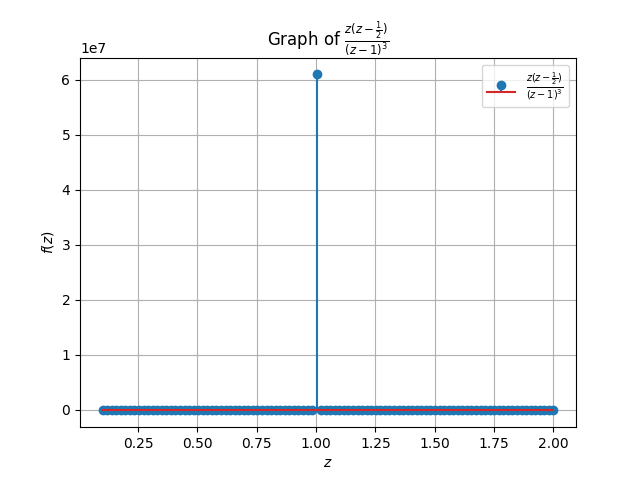 Graph of $\frac{z(z-\frac{1}{2})}{(z-1)^3}$
1e7
$\frac{z(z-\frac{1}{2})}{(z-1)^3}$
6
5
4
3
2
1
0
f(z)
0.25 0.50 0.75 1.00 1.25 1.50 1.75 2.00
z